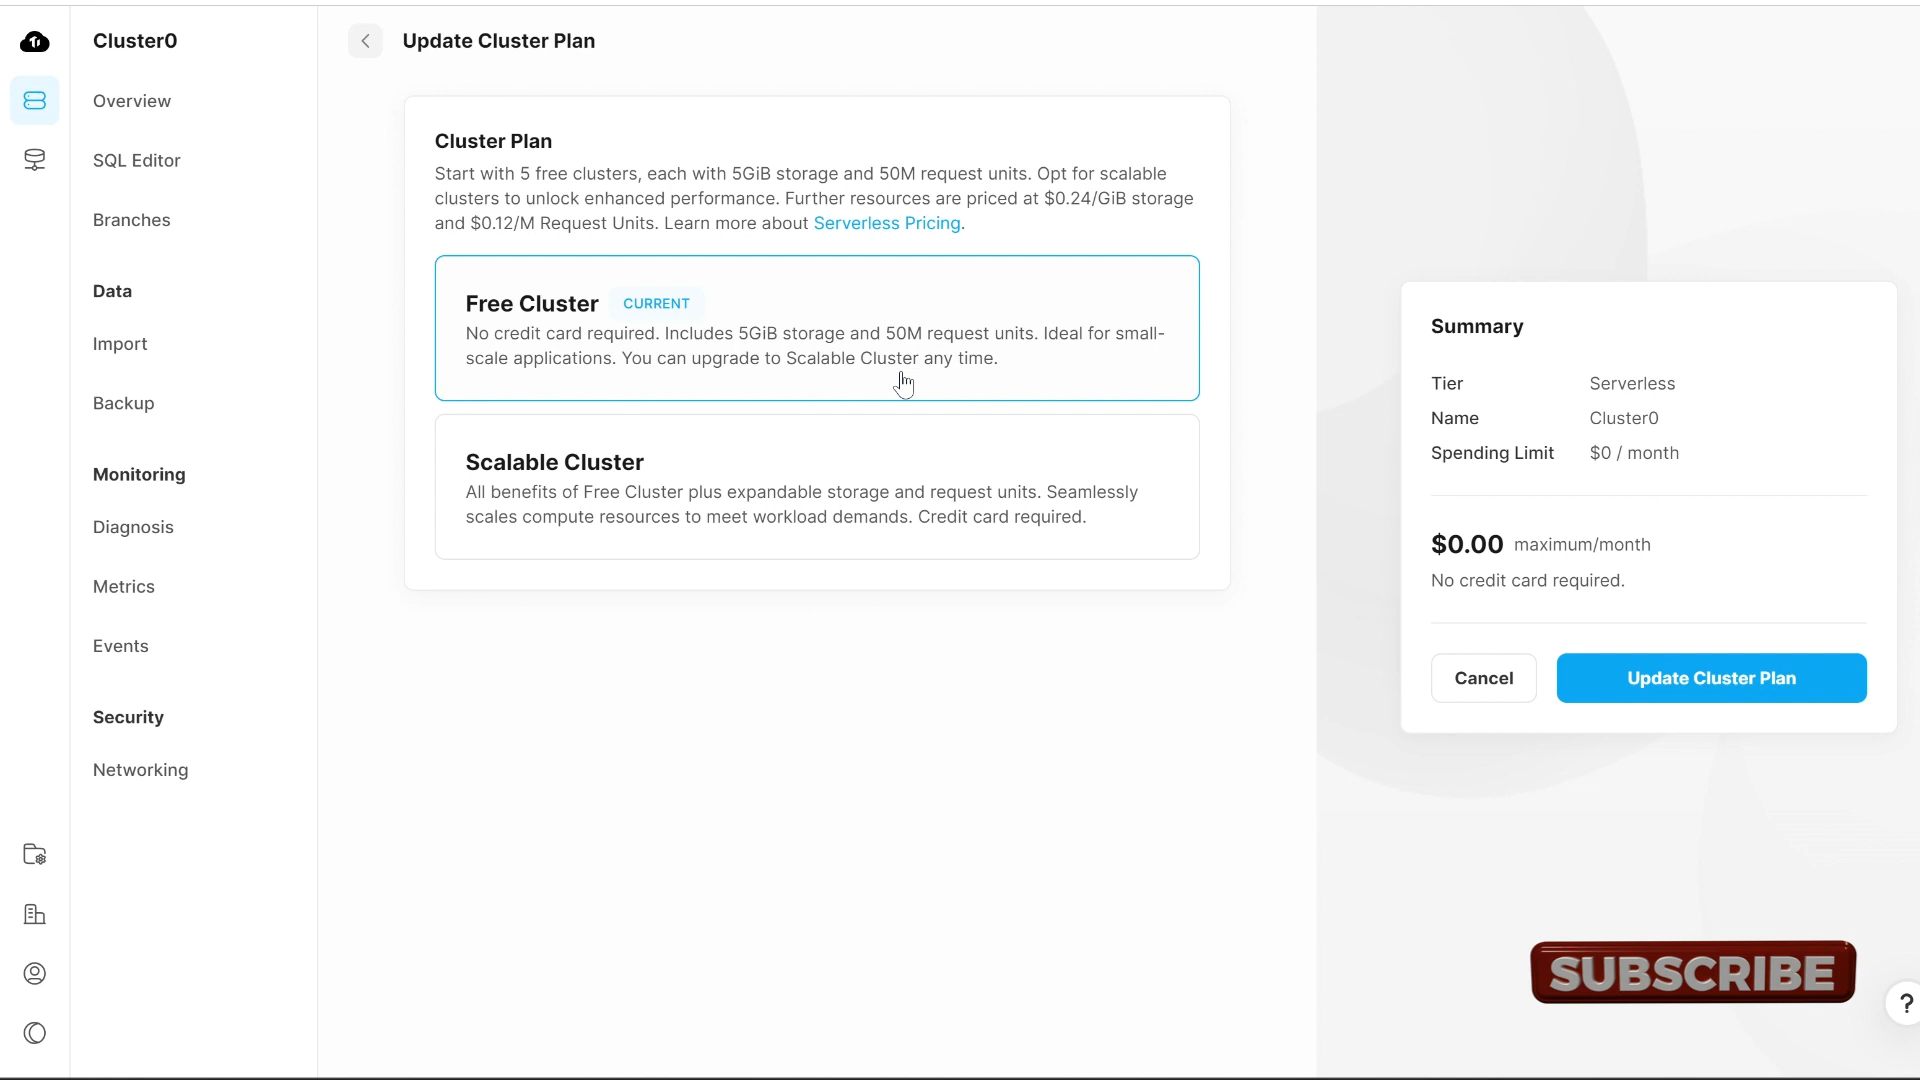 Cluster0
Overview
SQL Editor
Branches
Data
Import
Backup
Monitoring
Diagnosis
Metrics
Events
Security
Networking
Update Cluster Plan
Cluster Plan
Start with 5 free clusters, each with 5GiB storage and 50M request units. Opt for scalable
clusters to unlock enhanced performance. Further resources are priced at $0.24/GiB storage
and $0.12/M Request Units. Learn more about Serverless Pricing.
Free Cluster CURRENT
No credit card required. Includes 5GiB storage and 50M request units. Ideal for small-
scale applications. You can upgrade to Scalable Cluster any time.
Scalable Cluster
All benefits of Free Cluster plus expandable storage and request units. Seamlessly
scales compute resources to meet workload demands. Credit card required.
Summary
Tier Serverless
Name Cluster0
Spending Limit $0 / month
$0.00 maximum/month
No credit card required.
Cancel Update Cluster Plan
SUBSCRIBE
?